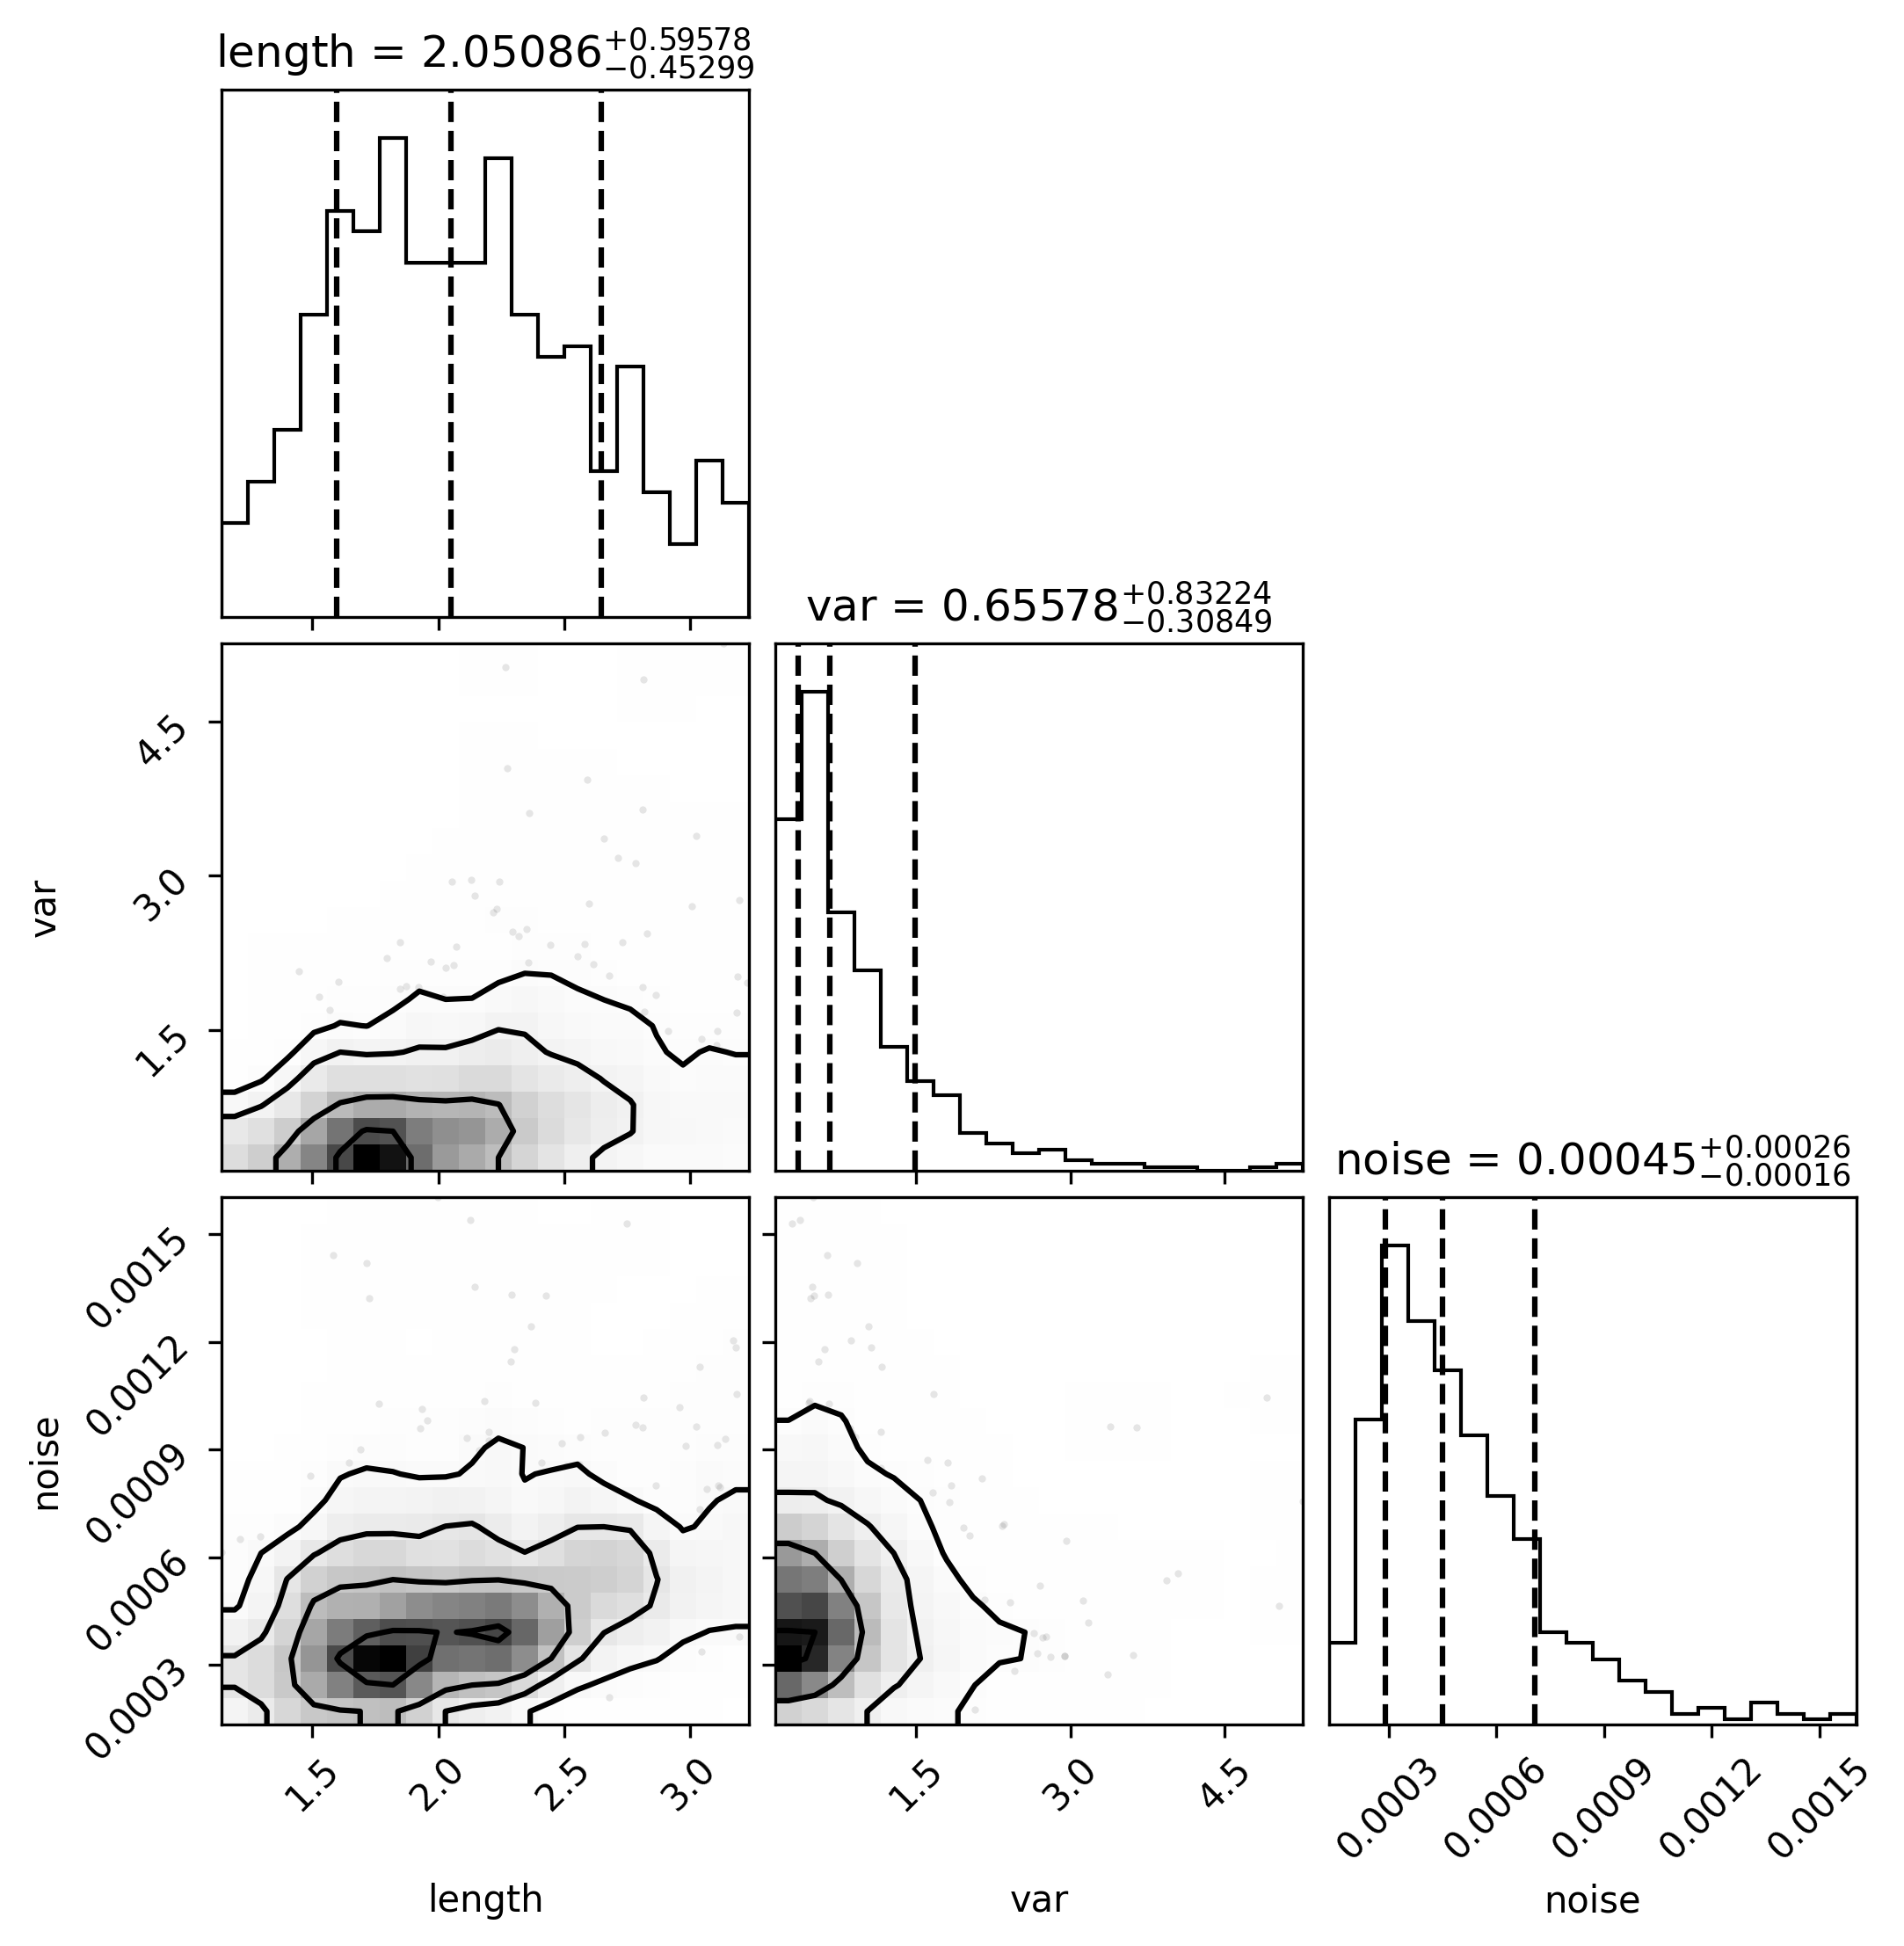 length = 2.05086+0.59578−0.45299
var = 0.65578+0.83224−0.30849
4.5
3.0
1.5
var
noise = 0.00045+0.00026−0.00016
0.0015
0.0012
0.0009
0.0006
0.0003
noise
1.5 2.0 2.5 3.0
1.5 3.0 4.5
0.0003 0.0006 0.0009 0.0012 0.0015
length
var
noise